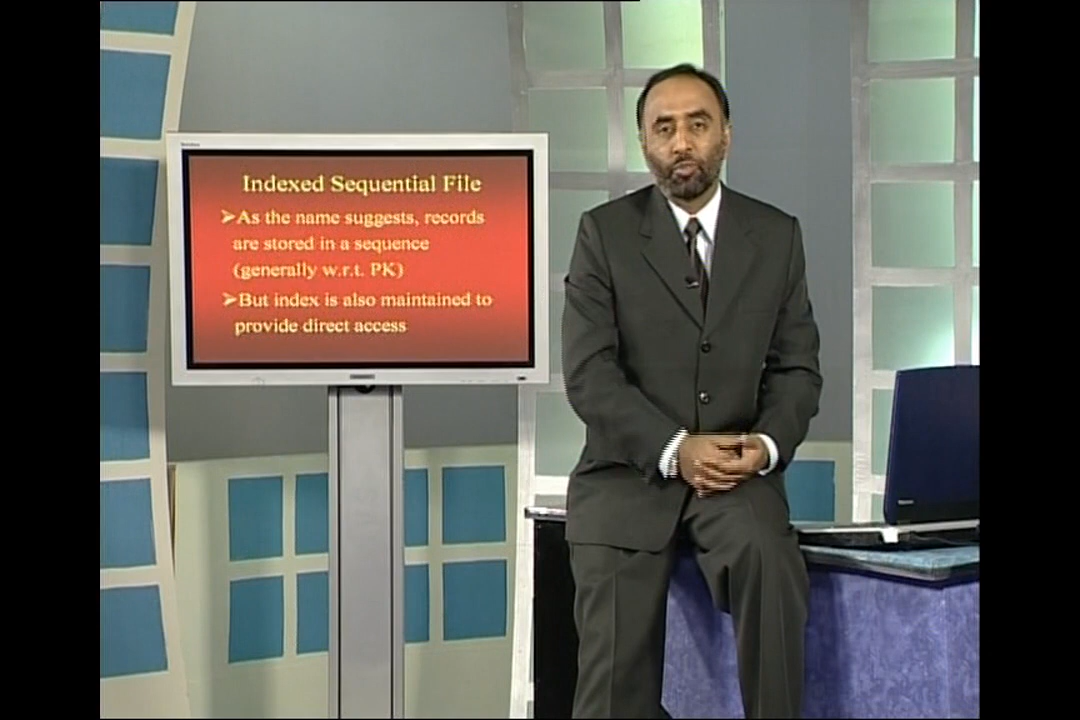 Indexed Sequential File
➢As the name suggests, records
are stored in a sequence
(generally w.r.t. PK)
➢But index is also maintained to
provide direct access